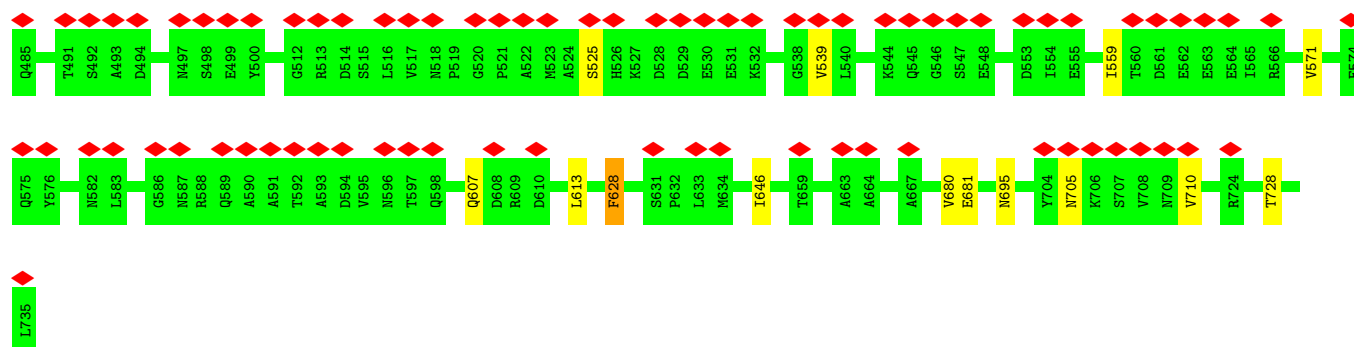 Q485 T491 S492 A493 D494 N497 S498 E499 Y500 G512 R513 D514 S515 L516 V517 N518 P519 G520 P521 A522 M523 A524 S525 H526 K527 D528 D529 E530 E531 K532 G538 V539 L540 K544 Q545 G546 S547 E548 D553 I554 E555 I559 T560 D561 E562 E563 E564 I565 R566 V571
Q575 Y576 N582 L583 G586 N587 R588 Q589 A590 A591 T592 A593 D594 V595 N596 T597 Q598 Q607 D608 R609 D610 L613 F628 S631 P632 L633 M634 I646 T659 A663 A664 A667 V680 E681 N695 Y704 N705 K706 S707 V708 N709 V710 R724 T728
L735